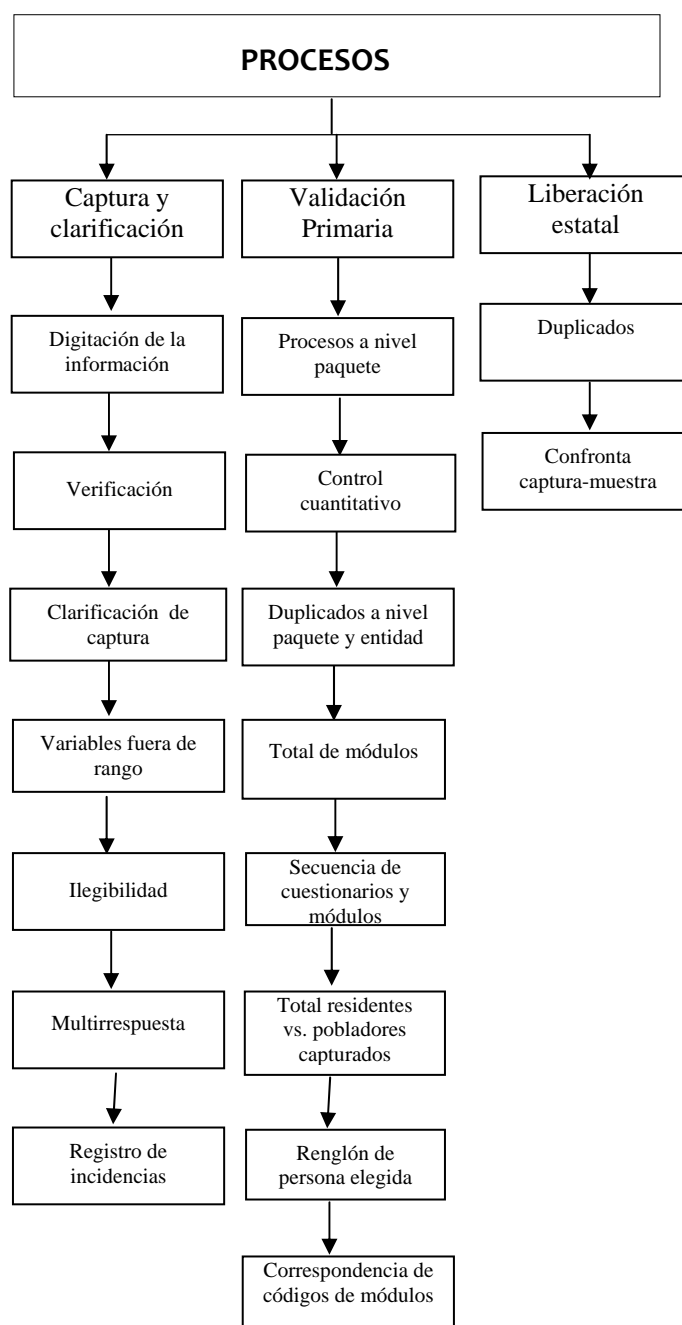 PROCESOS
Captura y
clarificación
Digitación de la
información
Verificación
Clarificación de
captura
Variables fuera de
rango
Ilegibilidad
Multirrespuesta
Registro de
incidencias
Validación
Primaria
Procesos a nivel
paquete
Control
cuantitativo
Duplicados a nivel
paquete y entidad
Total de módulos
Secuencia de
cuestionarios y
módulos
Total residentes
vs. pobladores
capturados
Renglón de
persona elegida
Correspondencia de
códigos de módulos
Liberación
estatal
Duplicados
Confronta
captura-muestra